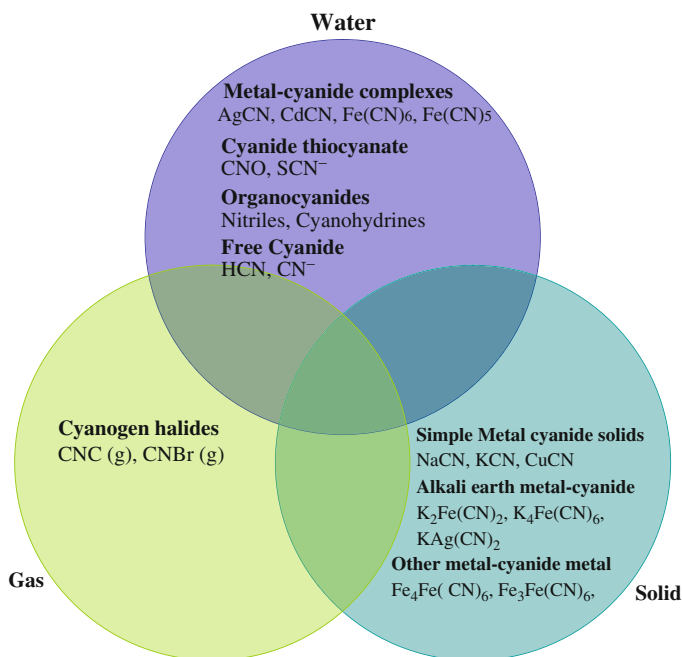 Water
Metal-cyanide complexes
AgCN, CdCN, Fe(CN)₆, Fe(CN)₅
Cyanide thiocyanate
CNO, SCN⁻
Organocyanides
Nitriles, Cyanohydrines
Free Cyanide
HCN, CN⁻
Cyanogen halides
CNC (g), CNBr (g)
Gas
Simple Metal cyanide solids
NaCN, KCN, CuCN
Alkali earth metal-cyanide
K₂Fe(CN)₂, K₄Fe(CN)₆,
KAg(CN)₂
Other metal-cyanide metal
Fe₄Fe( CN)₆, Fe₃Fe(CN)₆,
Solid